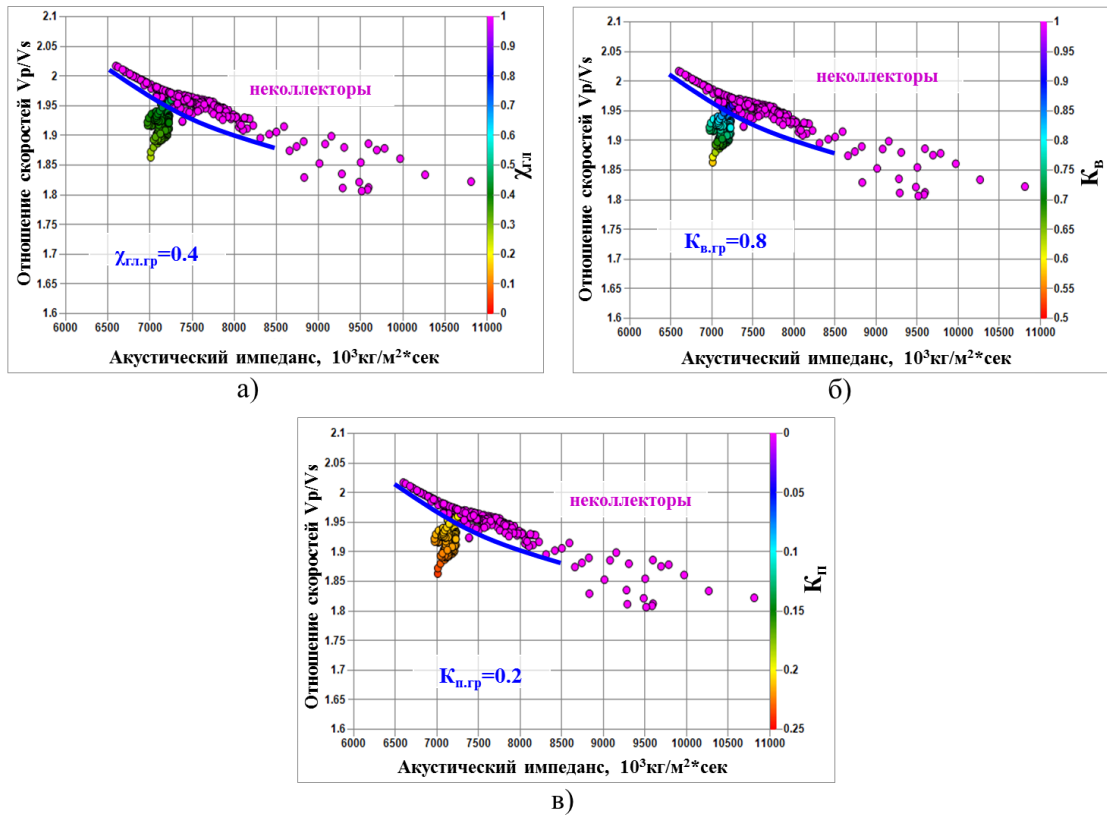 2.1
2.05
2
1.95
1.9
1.85
1.8
1.75
1.7
1.65
1.6
Отношение скоростей Vp/Vs
неколлекторы
χгл.гр=0.4
6000 7000 7500 8000 8500 9000 9500 10000 10500 11000
Акустический импеданс, 10³кг/м²*сек
1
0.9
0.8
0.7
0.6
0.5
0.4
0.3
0.2
0.1
0
χгл
а)
2.1
2.05
2
1.95
1.9
1.85
1.8
1.75
1.7
1.65
1.6
Отношение скоростей Vp/Vs
неколлекторы
Кв.гр=0.8
6000 6500 7000 7500 8000 8500 9000 9500 10000 10500 11000
Акустический импеданс, 10³кг/м²*сек
1
0.95
0.9
0.85
0.8
0.75
0.7
0.65
0.6
0.55
0.5
Кв
б)
2.1
2.05
2
1.95
1.9
1.85
1.8
1.75
1.7
1.65
1.6
Отношение скоростей Vp/Vs
неколлекторы
Кп.гр=0.2
6000 6500 7000 7500 8000 8500 9000 9500 10000 10500 11000
Акустический импеданс, 10³кг/м²*сек
0
0.05
0.1
0.15
0.2
0.25
Кп
в)